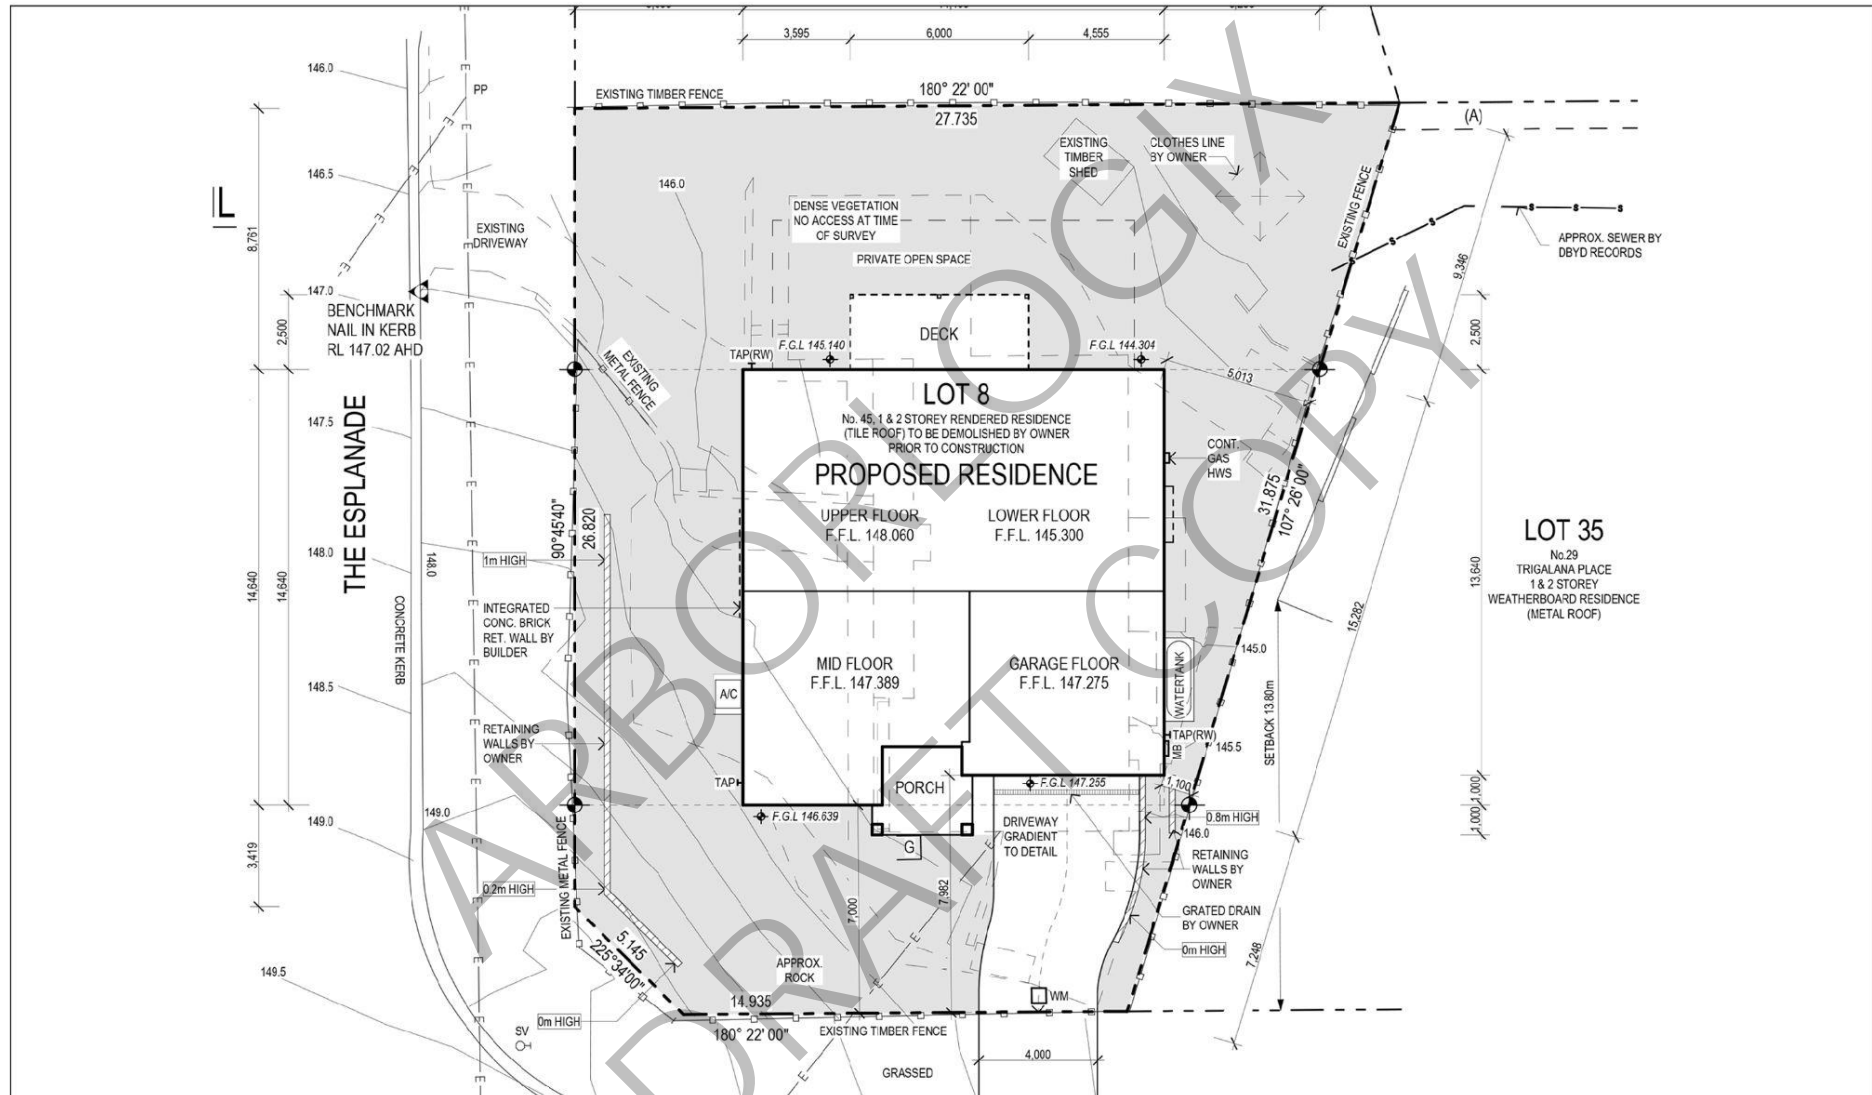 3,595
6,000
4,555
146.0
PP
EXISTING TIMBER FENCE
180° 22' 00"
27.735
(A)
EXISTING
TIMBER
SHED
CLOTHES LINE
BY OWNER
146.5
146.0
EXISTING FENCE
DENSE VEGETATION
NO ACCESS AT TIME
OF SURVEY
EXISTING
DRIVEWAY
8,761
PRIVATE OPEN SPACE
APPROX. SEWER BY
DBYD RECORDS
9,346
147.0
BENCHMARK
NAIL IN KERB
RL 147.02 AHD
2,500
DECK
2,500
TAP(RW)
F.G.L 145.140
F.G.L 144.304
EXISTING
METAL FENCE
5,013
LOT 8
No. 45, 1 & 2 STOREY RENDERED RESIDENCE
(TILE ROOF) TO BE DEMOLISHED BY OWNER
PRIOR TO CONSTRUCTION
PROPOSED RESIDENCE
147.5
THE ESPLANADE
CONT.
GAS
HWS
31.875
107° 26' 00"
90°45'40"
26.820
UPPER FLOOR
F.F.L. 148.060
LOWER FLOOR
F.F.L. 145.300
LOT 35
No.29
TRIGALANA PLACE
1 & 2 STOREY
WEATHERBOARD RESIDENCE
(METAL ROOF)
148.0
148.0
1m HIGH
14,640
14,640
13,640
15,282
CONCRETE KERB
INTEGRATED
CONC. BRICK
RET. WALL BY
BUILDER
MID FLOOR
F.F.L. 147.389
GARAGE FLOOR
F.F.L. 147.275
145.0
WATERTANK
148.5
A/C
SETBACK 13.80m
RETAINING
WALLS BY
OWNER
TAP(RW)
MB
145.5
TAP
PORCH
F.G.L 147.255
1,100
1,000
1,000
149.0
149.0
F.G.L 146.639
0.8m HIGH
146.0
DRIVEWAY
GRADIENT
TO DETAIL
G
3,419
RETAINING
WALLS BY
OWNER
0.2m HIGH
EXISTING METAL FENCE
7,000
7,982
GRATED DRAIN
BY OWNER
0m HIGH
7,248
5.145
225°34'00"
149.5
APPROX.
ROCK
14.935
WM
0m HIGH
180° 22' 00"
EXISTING TIMBER FENCE
SV
4,000
GRASSED
ARBORLOGIX
DRAFT COPY